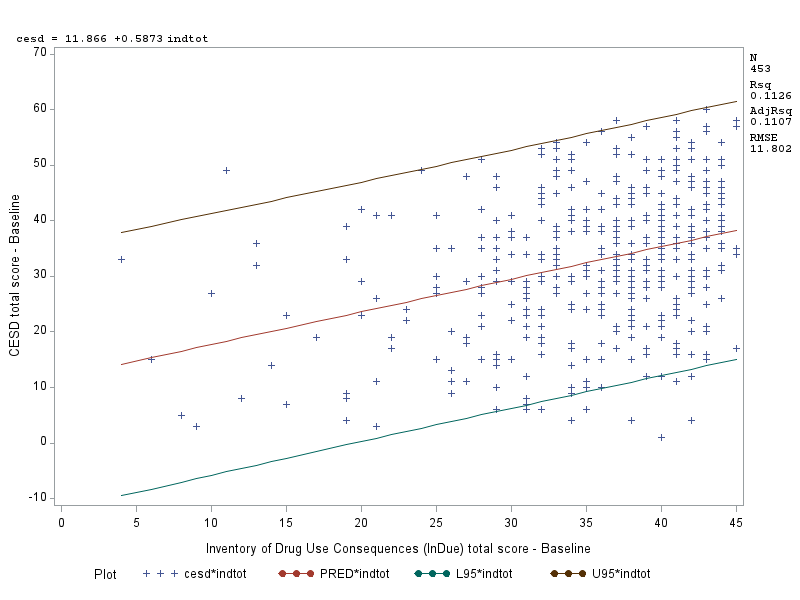 cesd = 11.866 +0.5873 indtot
70
60
50
40
30
20
10
0
-10
CESD total score - Baseline
N
453
Rsq
0.1126
AdjRsq
0.1107
RMSE
11.802
0 5 10 15 20 25 30 35 40 45
Inventory of Drug Use Consequences (InDue) total score - Baseline
Plot cesd*indtot PRED*indtot L95*indtot U95*indtot